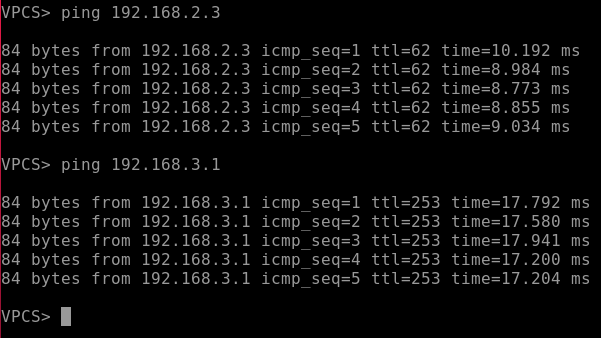 VPCS> ping 192.168.2.3
84 bytes from 192.168.2.3 icmp_seq=1 ttl=62 time=10.192 ms
84 bytes from 192.168.2.3 icmp_seq=2 ttl=62 time=8.984 ms
84 bytes from 192.168.2.3 icmp_seq=3 ttl=62 time=8.773 ms
84 bytes from 192.168.2.3 icmp_seq=4 ttl=62 time=8.855 ms
84 bytes from 192.168.2.3 icmp_seq=5 ttl=62 time=9.034 ms
VPCS> ping 192.168.3.1
84 bytes from 192.168.3.1 icmp_seq=1 ttl=253 time=17.792 ms
84 bytes from 192.168.3.1 icmp_seq=2 ttl=253 time=17.580 ms
84 bytes from 192.168.3.1 icmp_seq=3 ttl=253 time=17.941 ms
84 bytes from 192.168.3.1 icmp_seq=4 ttl=253 time=17.200 ms
84 bytes from 192.168.3.1 icmp_seq=5 ttl=253 time=17.204 ms
VPCS>